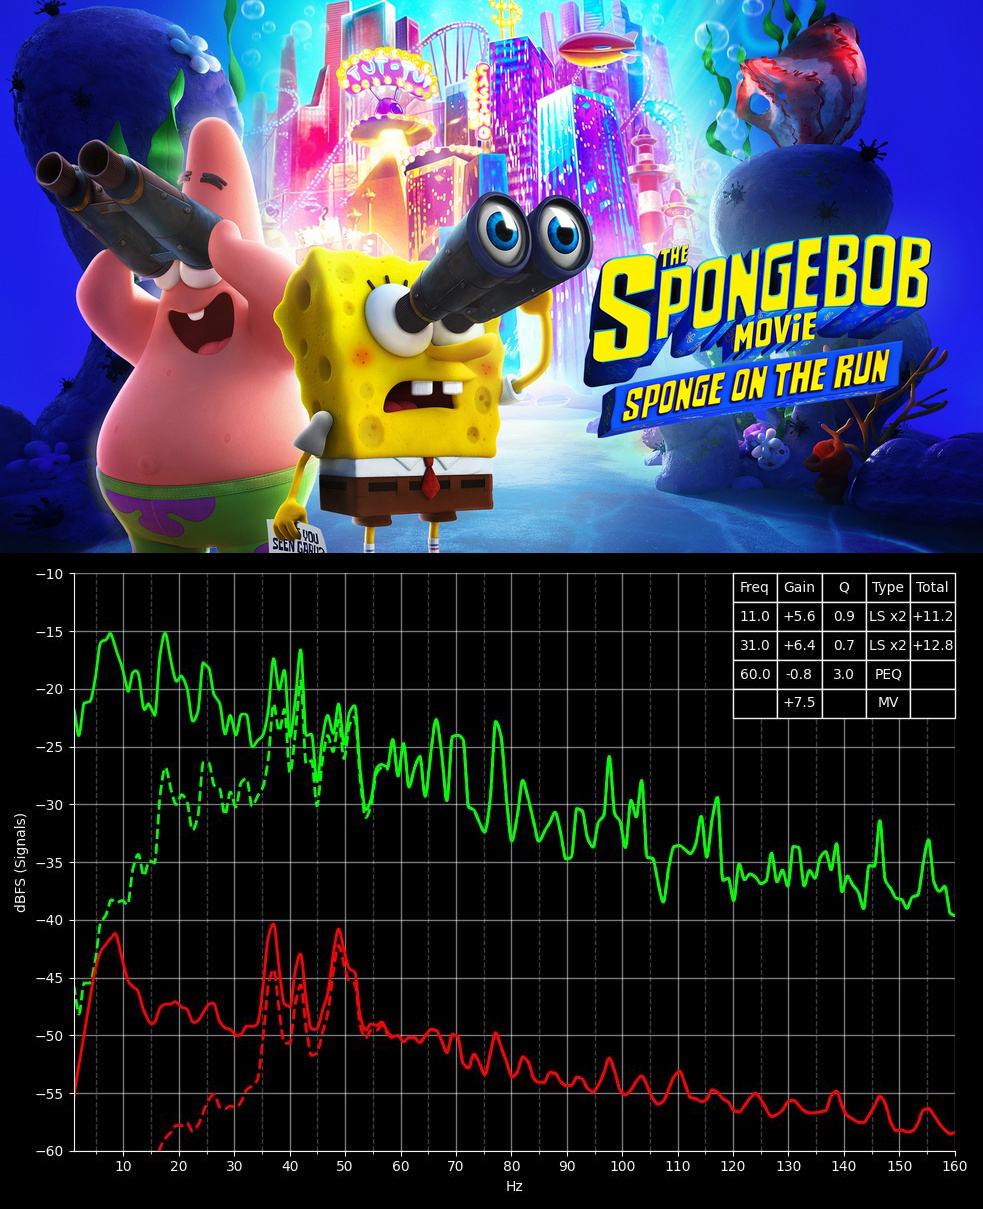 THE
SPONGEBOB
MOViE
SPONGE ON THE RUN
YOU
SEEN
Freq Gain Q Type Total
11.0 +5.6 0.9 LS x2 +11.2
31.0 +6.4 0.7 LS x2 +12.8
60.0 -0.8 3.0 PEQ
+7.5 MV
−10
−15
−20
−25
−30
−35
−40
−45
−50
−55
−60
dBFS (Signals)
10 20 30 40 50 60 70 80 90 100 110 120 130 140 150 160
Hz